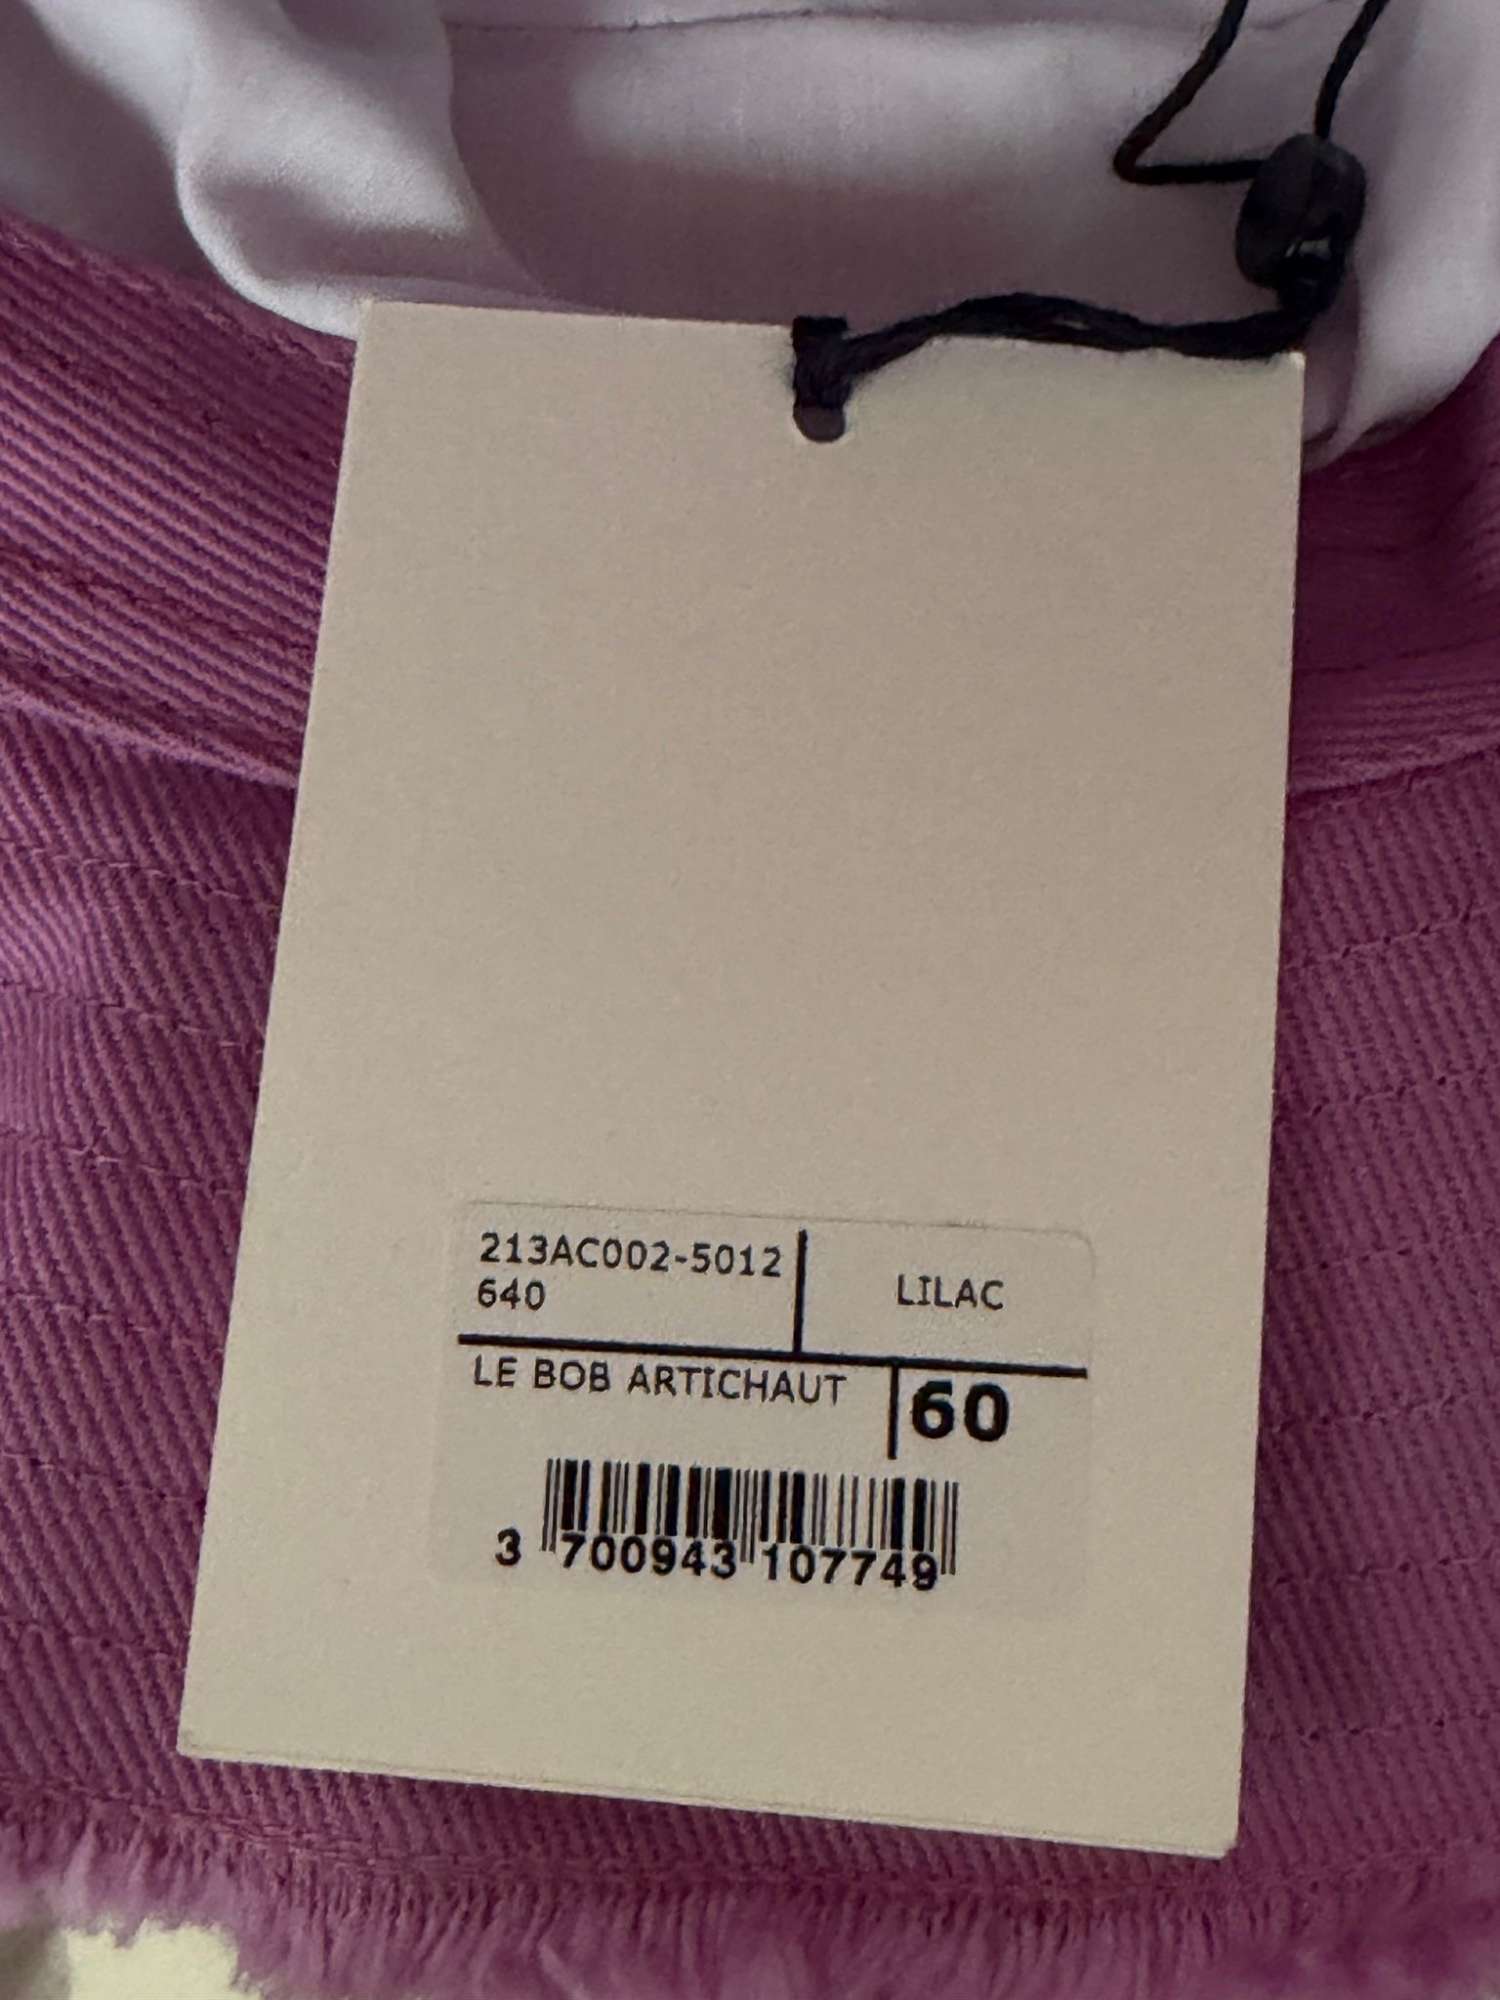 213AC002-5012
640
LILAC
LE BOB ARTICHAUT
60
3 700943 107749